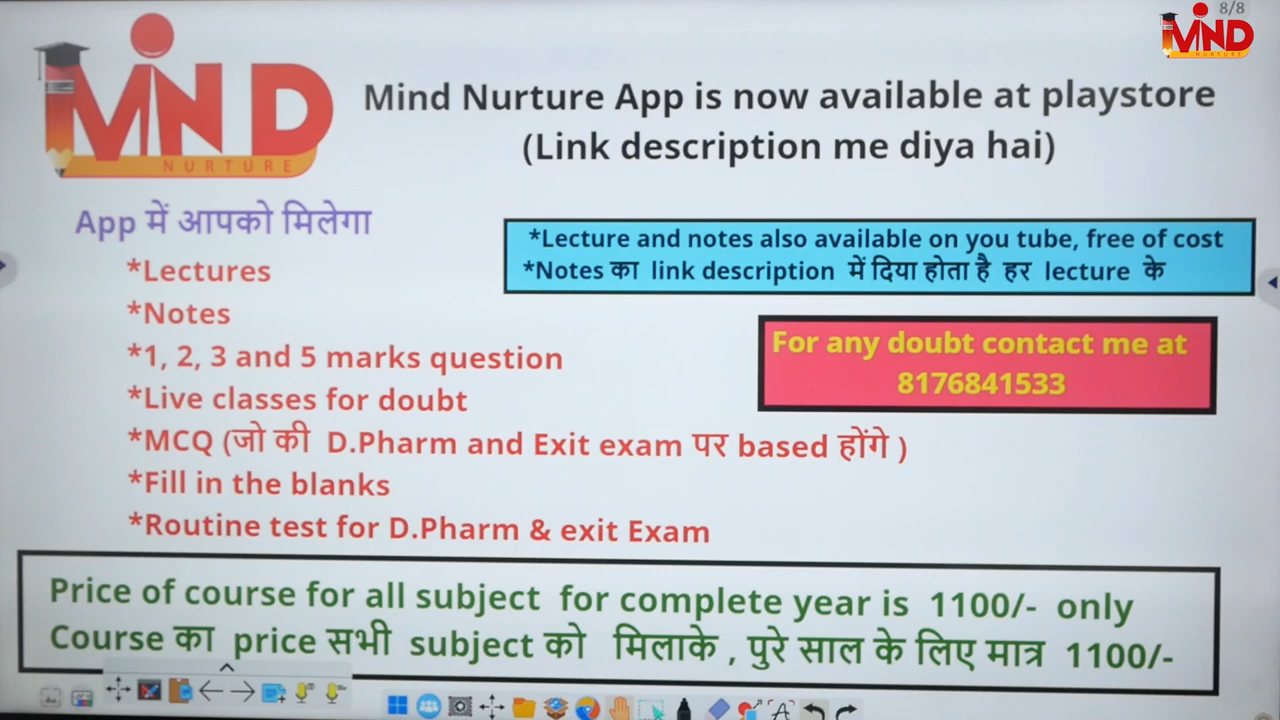 8/8
MIND
NURTURE
MIND
NURTURE
Mind Nurture App is now available at playstore
(Link description me diya hai)
App में आपको मिलेगा
*Lectures
*Notes
*1, 2, 3 and 5 marks question
*Live classes for doubt
*MCQ (जो की D.Pharm and Exit exam पर based होंगे )
*Fill in the blanks
*Routine test for D.Pharm & exit Exam
*Lecture and notes also available on you tube, free of cost
*Notes का link description में दिया होता है हर lecture के
For any doubt contact me at
8176841533
Price of course for all subject for complete year is 1100/- only
Course का price सभी subject को मिलाके , पुरे साल के लिए मात्र 1100/-